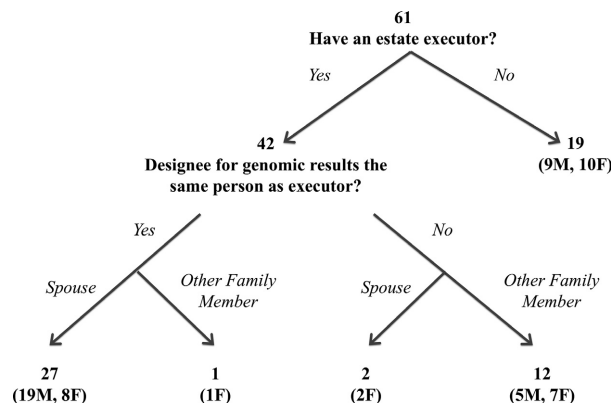 61
Have an estate executor?
Yes
No
42
19
Designee for genomic results the
(9M, 10F)
same person as executor?
Yes
No
Spouse
Other Family
Member
Spouse
Other Family
Member
27
1
2
12
(19M, 8F)
(1F)
(2F)
(5M, 7F)